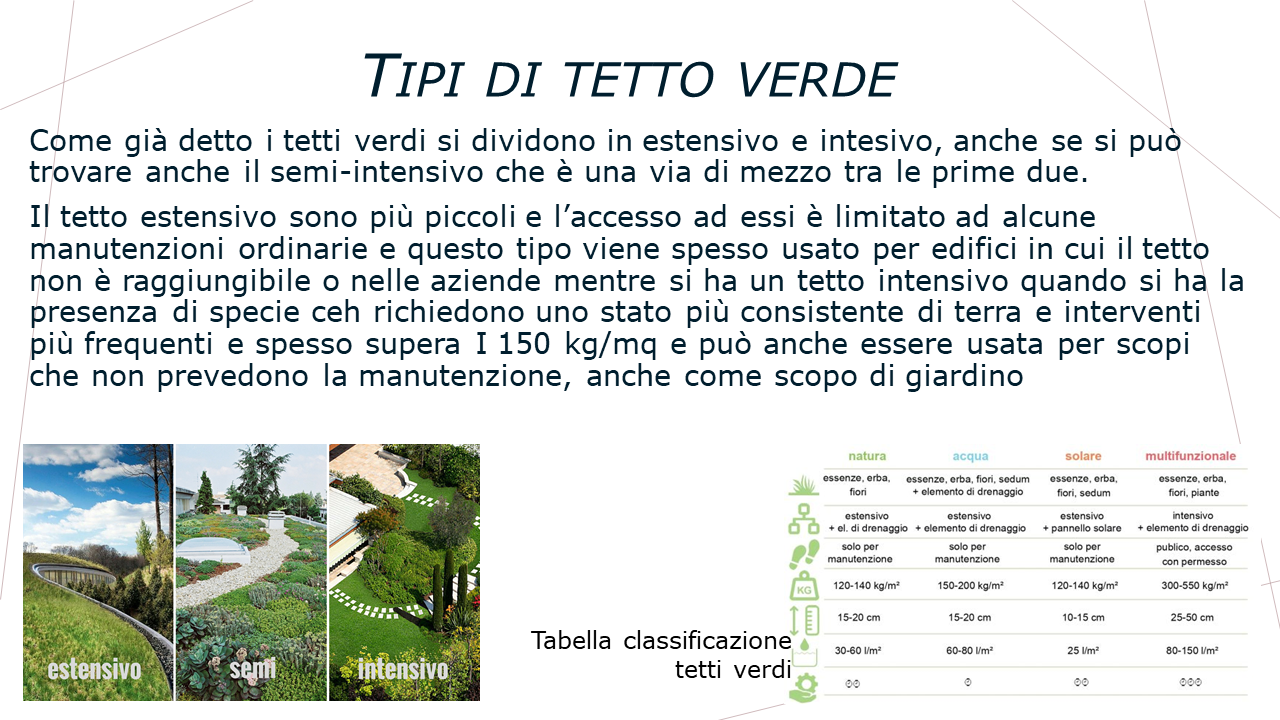 TIPI DI TETTO VERDE
Come già detto i tetti verdi si dividono in estensivo e intesivo, anche se si può
trovare anche il semi-intensivo che è una via di mezzo tra le prime due.
Il tetto estensivo sono più piccoli e l’accesso ad essi è limitato ad alcune
manutenzioni ordinarie e questo tipo viene spesso usato per edifici in cui il tetto
non è raggiungibile o nelle aziende mentre si ha un tetto intensivo quando si ha la
presenza di specie ceh richiedono uno stato più consistente di terra e interventi
più frequenti e spesso supera I 150 kg/mq e può anche essere usata per scopi
che non prevedono la manutenzione, anche come scopo di giardino
estensivo
semi
intensivo
Tabella classificazione
tetti verdi
natura acqua solare multifunzionale
essenze, erba, essenze, erba, fiori, sedum essenze, erba, essenze, erba,
fiori + elemento di drenaggio fiori, sedum fiori, piante
estensivo estensivo estensivo intensivo
+ el. di drenaggio + elemento di drenaggio + pannello solare + elemento di drenaggio
solo per solo per solo per publico, accesso
manutenzione manutenzione manutenzione con permesso
KG 120-140 kg/m² 150-200 kg/m² 120-140 kg/m² 300-550 kg/m²
15-20 cm 15-20 cm 10-15 cm 25-50 cm
30-60 l/m² 60-80 l/m² 25 l/m² 80-150 l/m²